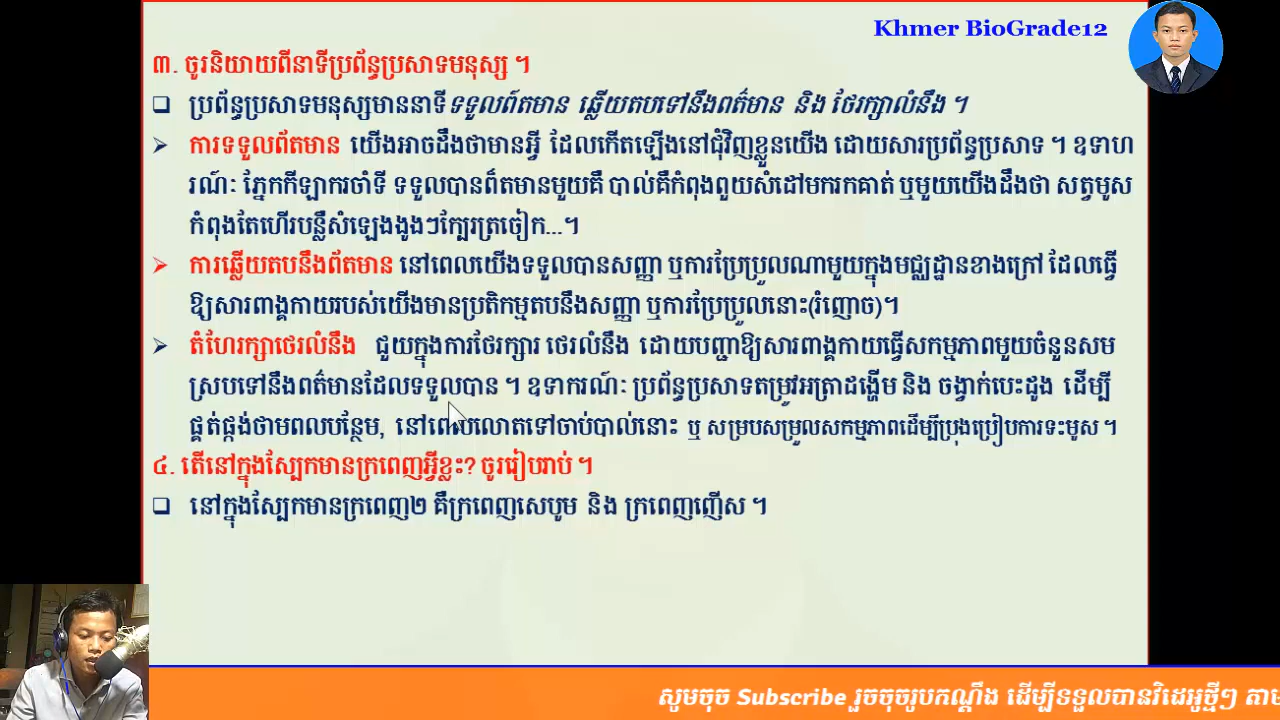 Khmer BioGrade12
៣. ចូរនិយាយពីនាទីប្រព័ន្ធប្រសាទមនុស្ស ។
ប្រព័ន្ធប្រសាទមនុស្សមាននាទីទទួលព័ត៌មាន ឆ្លើយតបទៅនឹងពត៌មាន និង ថែរក្សាលំនឹង ។
ការទទួលព័តមាន យើងអាចដឹងថាមានអ្វី ដែលកើតឡើងនៅជុំវិញខ្លួនយើង ដោយសារប្រព័ន្ធប្រសាទ ។ ឧទាហ
រណ៍ៈ ភ្នែកកីឡាករចាំទី ទទួលបានព៌តមានមួយគឺ បាល់គឺកំពុងពួយសំដៅមករកគាត់ ឬមួយយើងដឹងថា សត្វមូស
កំពុងតែហើរបន្លឺសំឡេងងូងៗក្បែរត្រចៀក...។
ការឆ្លើយតបនឹងព័តមាន នៅពេលយើងទទួលបានសញ្ញា ឬការប្រែប្រួលណាមួយក្នុងមជ្ឈដ្ឋានខាងក្រៅ ដែលធ្វើ
ឱ្យសារពាង្គកាយរបស់យើងមានប្រតិកម្មតបនឹងសញ្ញា ឬការប្រែប្រួលនោះ(រំញោច)។
តំហែរក្សាថេរលំនឹង ជួយក្នុងការថែរក្សារ ថេរលំនឹង ដោយបញ្ជាឱ្យសារពាង្គកាយធ្វើសកម្មភាពមួយចំនួនសម
ស្របទៅនឹងពត៌មានដែលទទួលបាន ។ ឧទាករណ៍ៈ ប្រព័ន្ធប្រសាទតម្រូវអត្រាដង្ហើម និង ចង្វាក់បេះដូង ដើម្បី
ផ្គត់ផ្គង់ថាមពលបន្ថែម, នៅពេលលោតទៅចាប់បាល់នោះ ឬ សម្របសម្រួលសកម្មភាពដើម្បីប្រុងប្រៀបការទះមូស ។
៤. តើនៅក្នុងស្បែកមានក្រពេញអ្វីខ្លះ? ចូររៀបរាប់ ។
នៅក្នុងស្បែកមានក្រពេញ២ គឺក្រពេញសេបូម និង ក្រពេញញើស ។
សូមចុច Subscribe រួចចុចរូបកណ្ដឹង ដើម្បីទទួលបានវិដេអូថ្មីៗ តាម